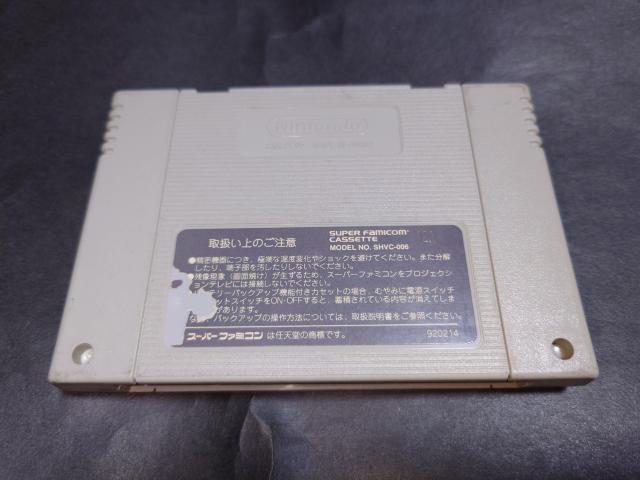 Nintendo
取扱い上のご注意
SUPER FAMICOM
CASSETTE
MODEL NO. SHVC-006
●精密機器につき、極端な温度変化やショックを避けてください。また分解
したり、端子部を汚したりしないでください。
●残像現象(画面焼け)が生ずるため、スーパーファミコンをプロジェクシ
ョンテレビには接続しないでください。
テリーバックアップ機能付きカセットの場合、むやみに電源スイッチ
ットスイッチをON・OFFすると、蓄積されている内容が消えてしま
があります。
バックアップの操作方法については、取扱説明書をご参照ください。
スーパーファミコン は任天堂の商標です。
920214